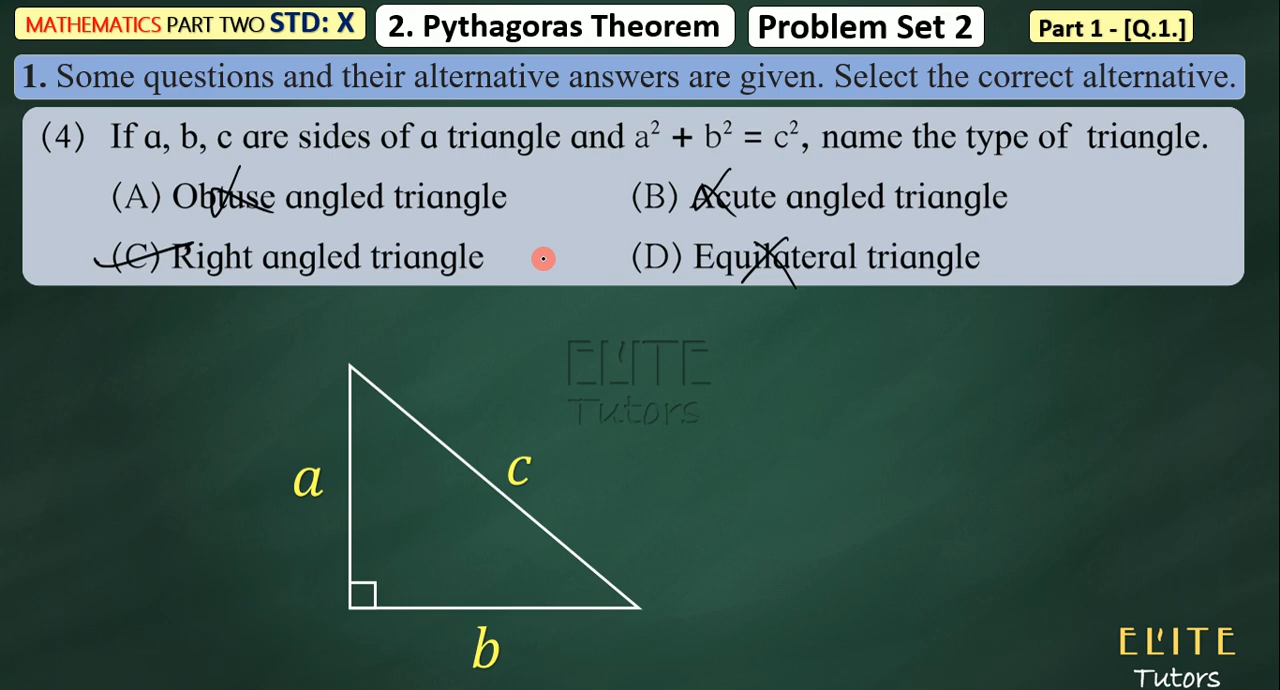 MATHEMATICS PART TWO STD: X 2. Pythagoras Theorem Problem Set 2 Part 1 - [Q.1.]
1. Some questions and their alternative answers are given. Select the correct alternative.
(4) If a, b, c are sides of a triangle and a² + b² = c², name the type of triangle.
(A) Obtuse angled triangle (B) Acute angled triangle
(C) Right angled triangle (D) Equilateral triangle
ELITE
Tutors
a
c
b
ELITE
Tutors